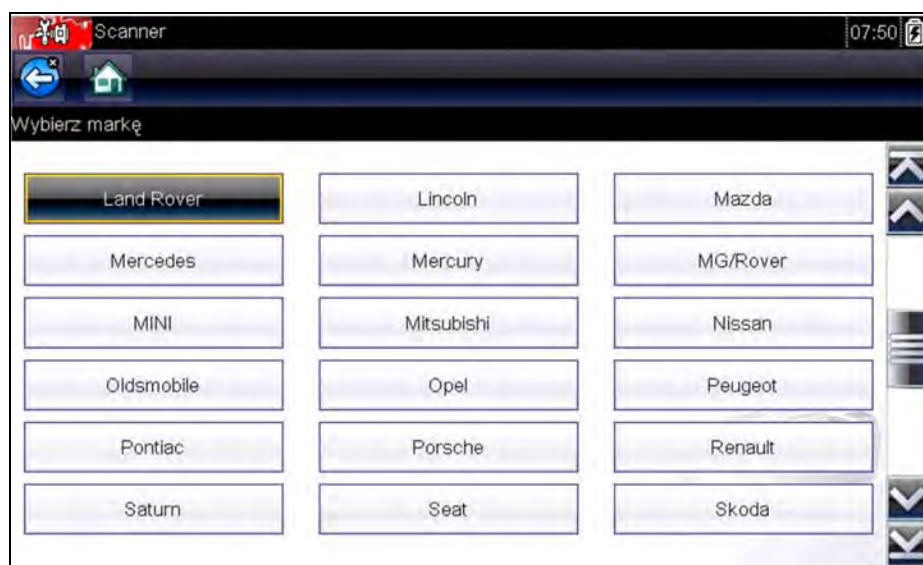 Scanner 07:50
Wybierz markę
Land Rover Lincoln Mazda
Mercedes Mercury MG/Rover
MINI Mitsubishi Nissan
Oldsmobile Opel Peugeot
Pontiac Porsche Renault
Saturn Seat Skoda